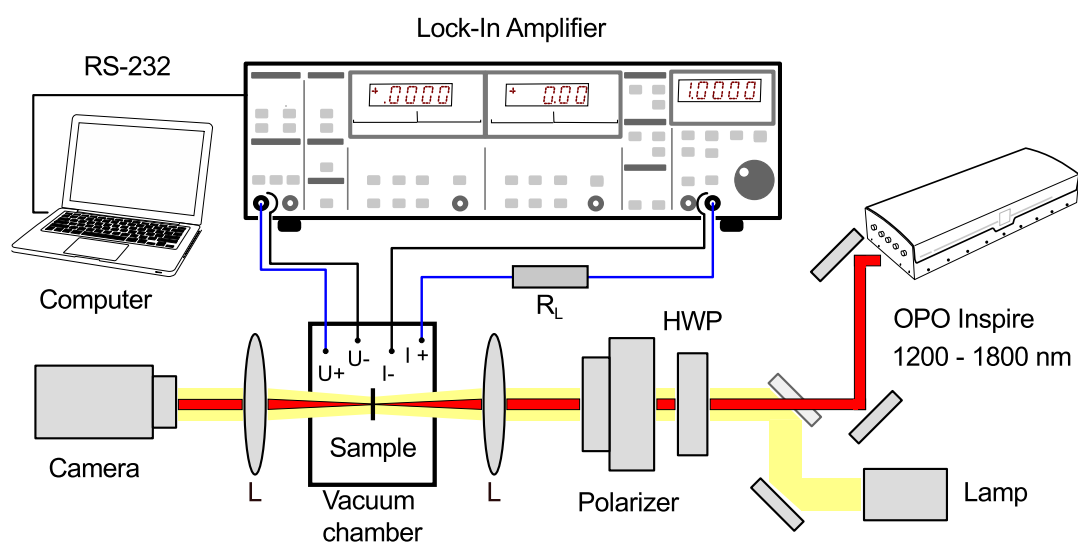 Lock-In Amplifier
RS-232
+.0000
+ 0.00
1.0000
Computer
R_L
HWP
OPO Inspire
1200 - 1800 nm
U+
U-
I-
I +
Sample
Camera
L
L
Vacuum
chamber
Polarizer
Lamp